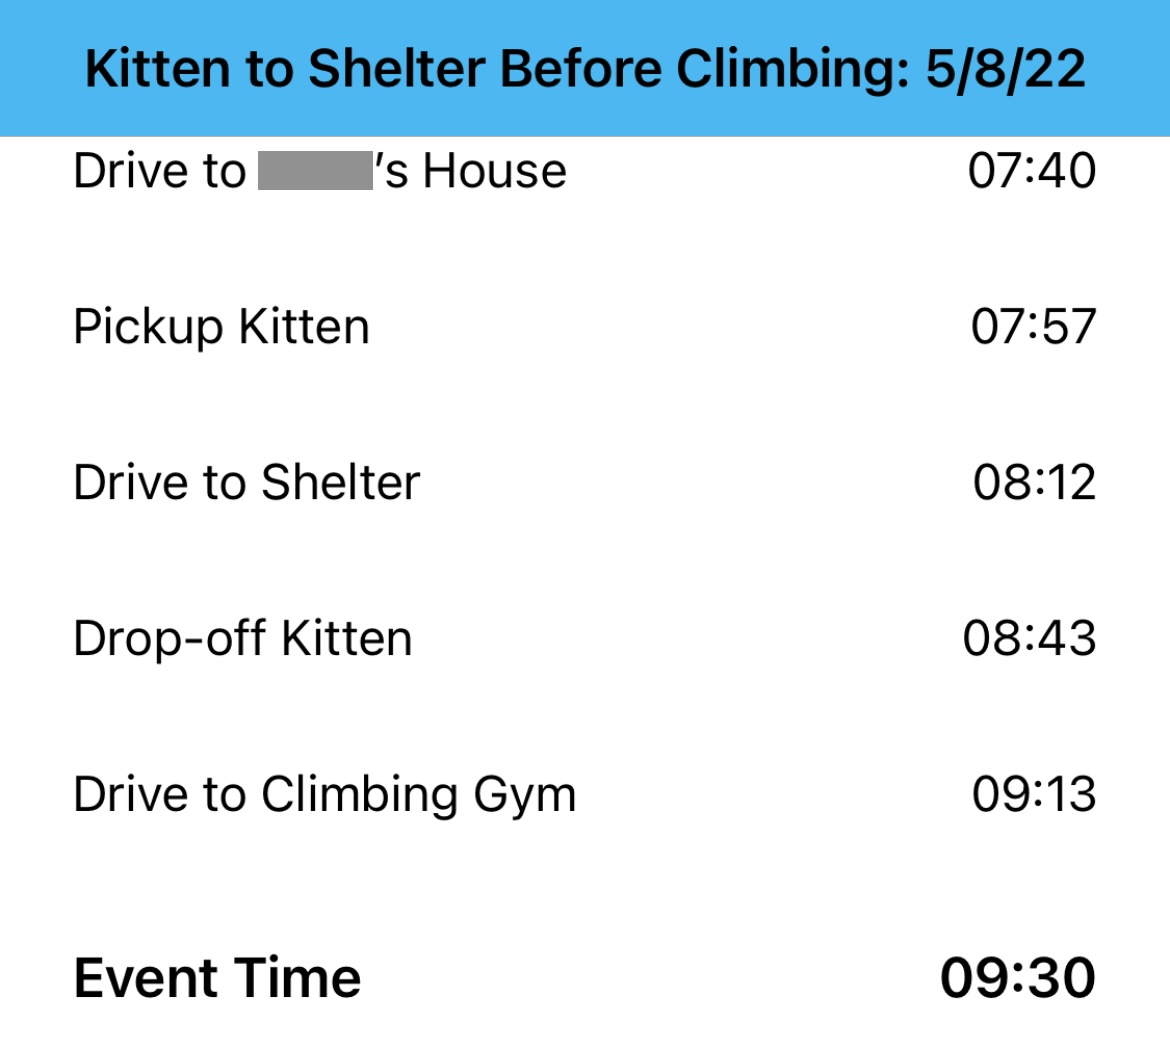 Kitten to Shelter Before Climbing: 5/8/22
Drive to 's House 07:40
Pickup Kitten 07:57
Drive to Shelter 08:12
Drop-off Kitten 08:43
Drive to Climbing Gym 09:13
Event Time 09:30